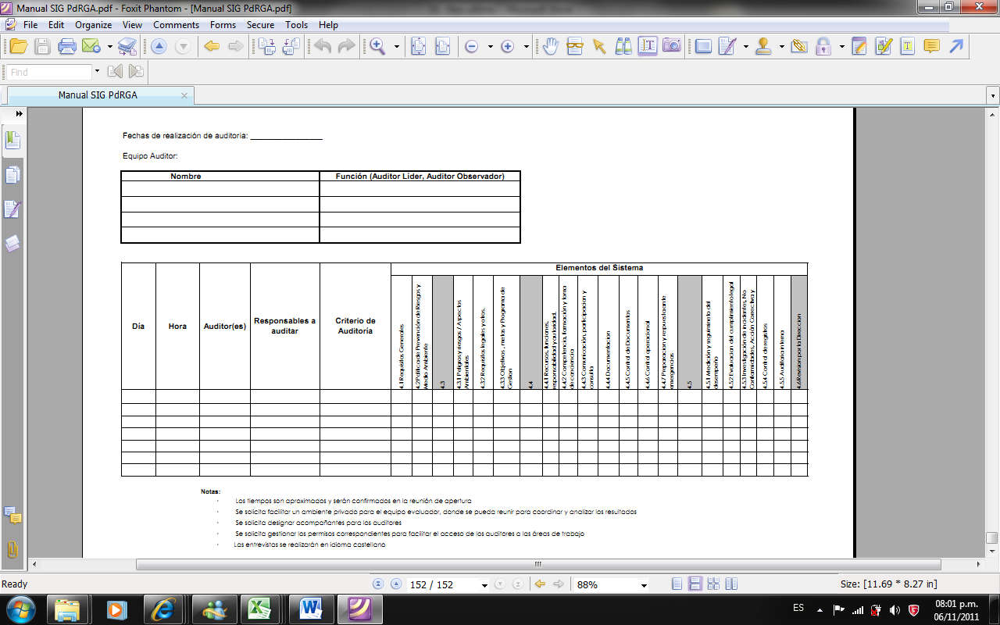 Manual SIG PdRGA.pdf - Foxit Phantom - [Manual SIG PdRGA.pdf]
File Edit Organize View Comments Forms Secure Tools Help
Find
Manual SIG PdRGA
Fechas de realización de auditoría: _________________
Equipo Auditor:
Nombre Función (Auditor Líder, Auditor Observador)
Elementos del Sistema
Día Hora Auditor(es) Responsables a auditar Criterio de Auditoría
4.1 Requisitos Generales
4.2 Política de Prevención de Riesgos y
Medio Ambiente
4.3
4.3.1 Peligros y riesgos / Aspectos
Ambientales
4.3.2 Requisitos legales y otros.
4.3.3 Objetivos , metas y Programa de
Gestion
4.4
4.4.1 Recursos, funciones,
responsabilidad y autoridad.
4.4.2 Competencia, formación y toma
de conciencia
4.4.3 Comunicación, participacion y
consulta
4.4.4 Documentacion
4.4.5 Control de Documentos
4.4.6 Control operacional
4.4.7 Preparacion y respuesta ante
emergencias
4.5
4.5.1 Medición y seguimineto del
desempeño
4.5.2 Evaluacion del cumplimiento legal
4.5.3 Investigación de incidentes, No
Conformidades, Acción Correctiva y
4.5.4 Control de registros
4.5.5 Auditoria interna
4.6 Revision por la Direccion
Notas:
Los tiempos son aproximados y serán confirmados en la reunión de apertura
Se solicita facilitar un ambiente privado para el equipo evaluador, donde se pueda reunir para coordinar y analizar los resultados
Se solicita designar acompañantes para los auditores
Se solicita gestionar los permisos correspondientes para facilitar el acceso de los auditores a las áreas de trabajo
Las entrevistas se realizarán en idioma castellano
Ready 152 / 152 88% Size: [11.69 * 8.27 in]
ES 08:01 p.m.
06/11/2011